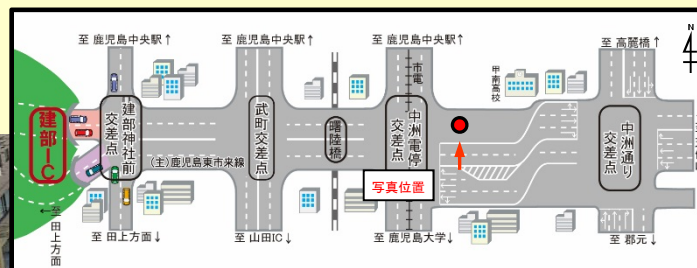 至 鹿児島中央駅↑
至 鹿児島中央駅↑
至 鹿児島中央駅↑
至 高麗橋↑
N
市電
甲南高校
建部IC
建部神社前交差点
武町交差点
曙陸橋
中洲電停交差点
中洲通り交差点
(主)鹿児島東市来線
写真位置
←至 田上方面
至 田上方面↓
至 山田IC↓
至 鹿児島大学↓
至 郡元↓